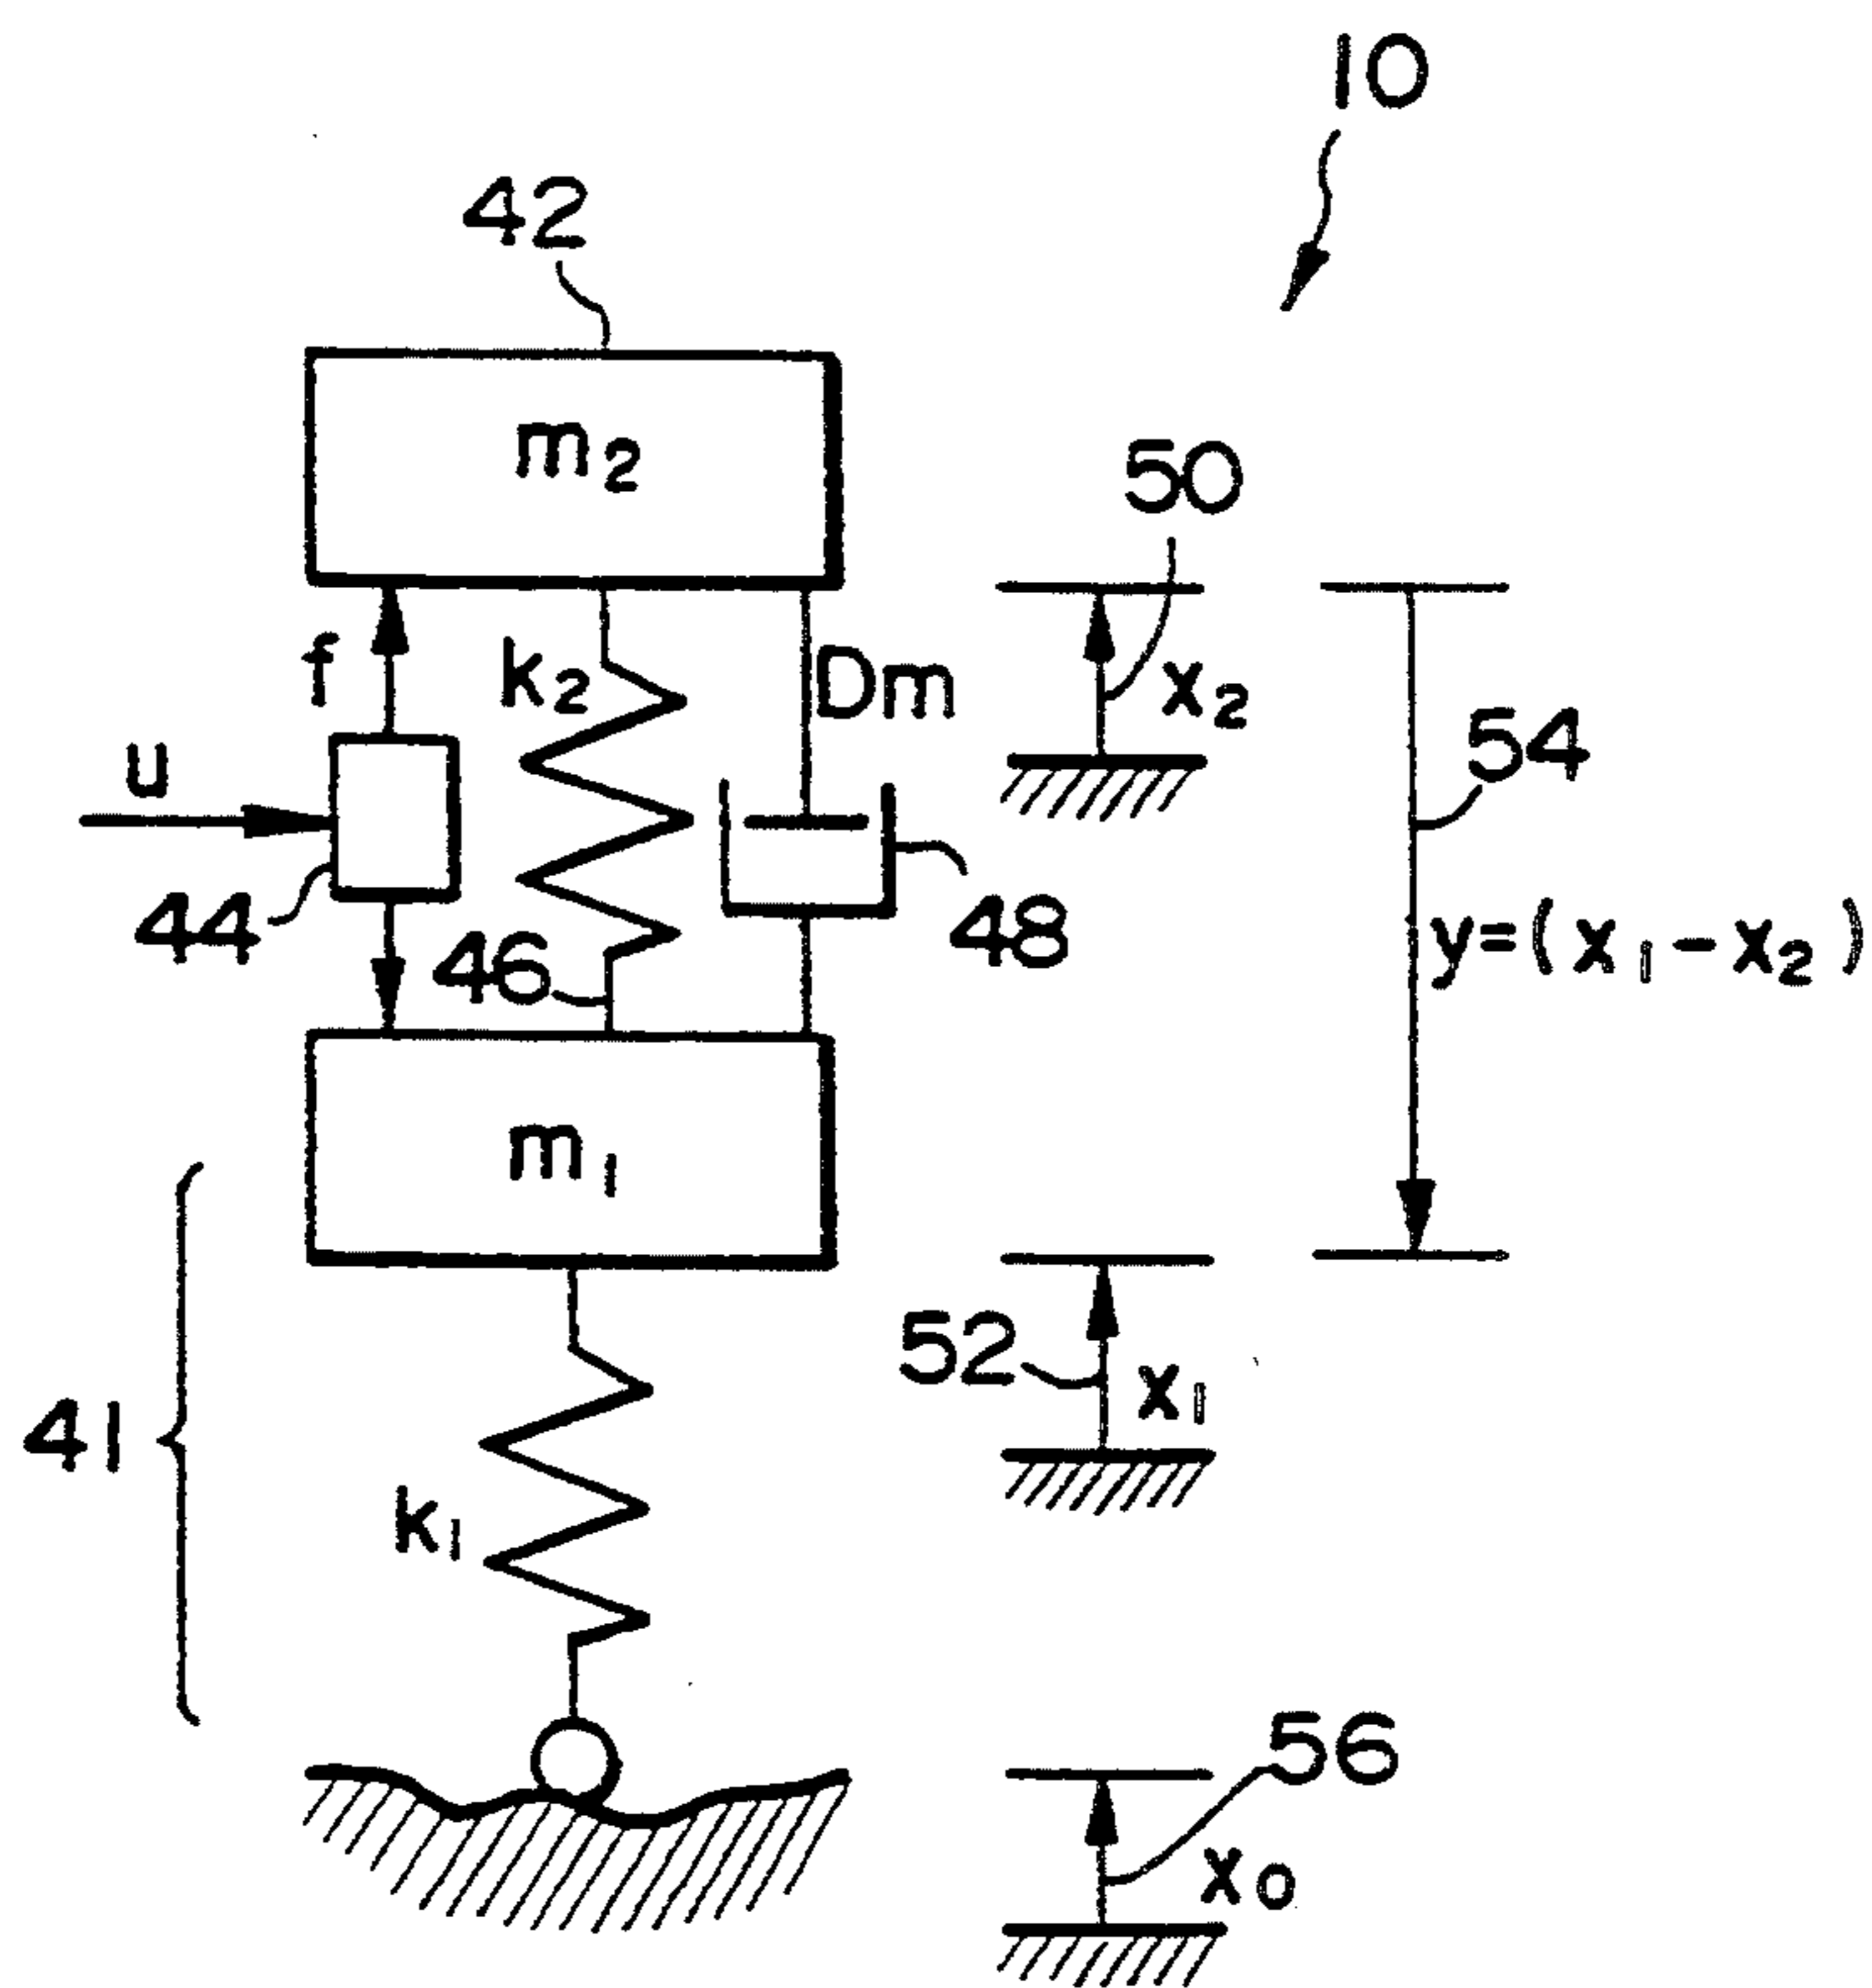 10
42
m₂
50
f
k₂
Dm
x₂
u
54
44
46
48
y=(x₁-x₂)
m₁
52
x₁
41
k₁
56
x₀